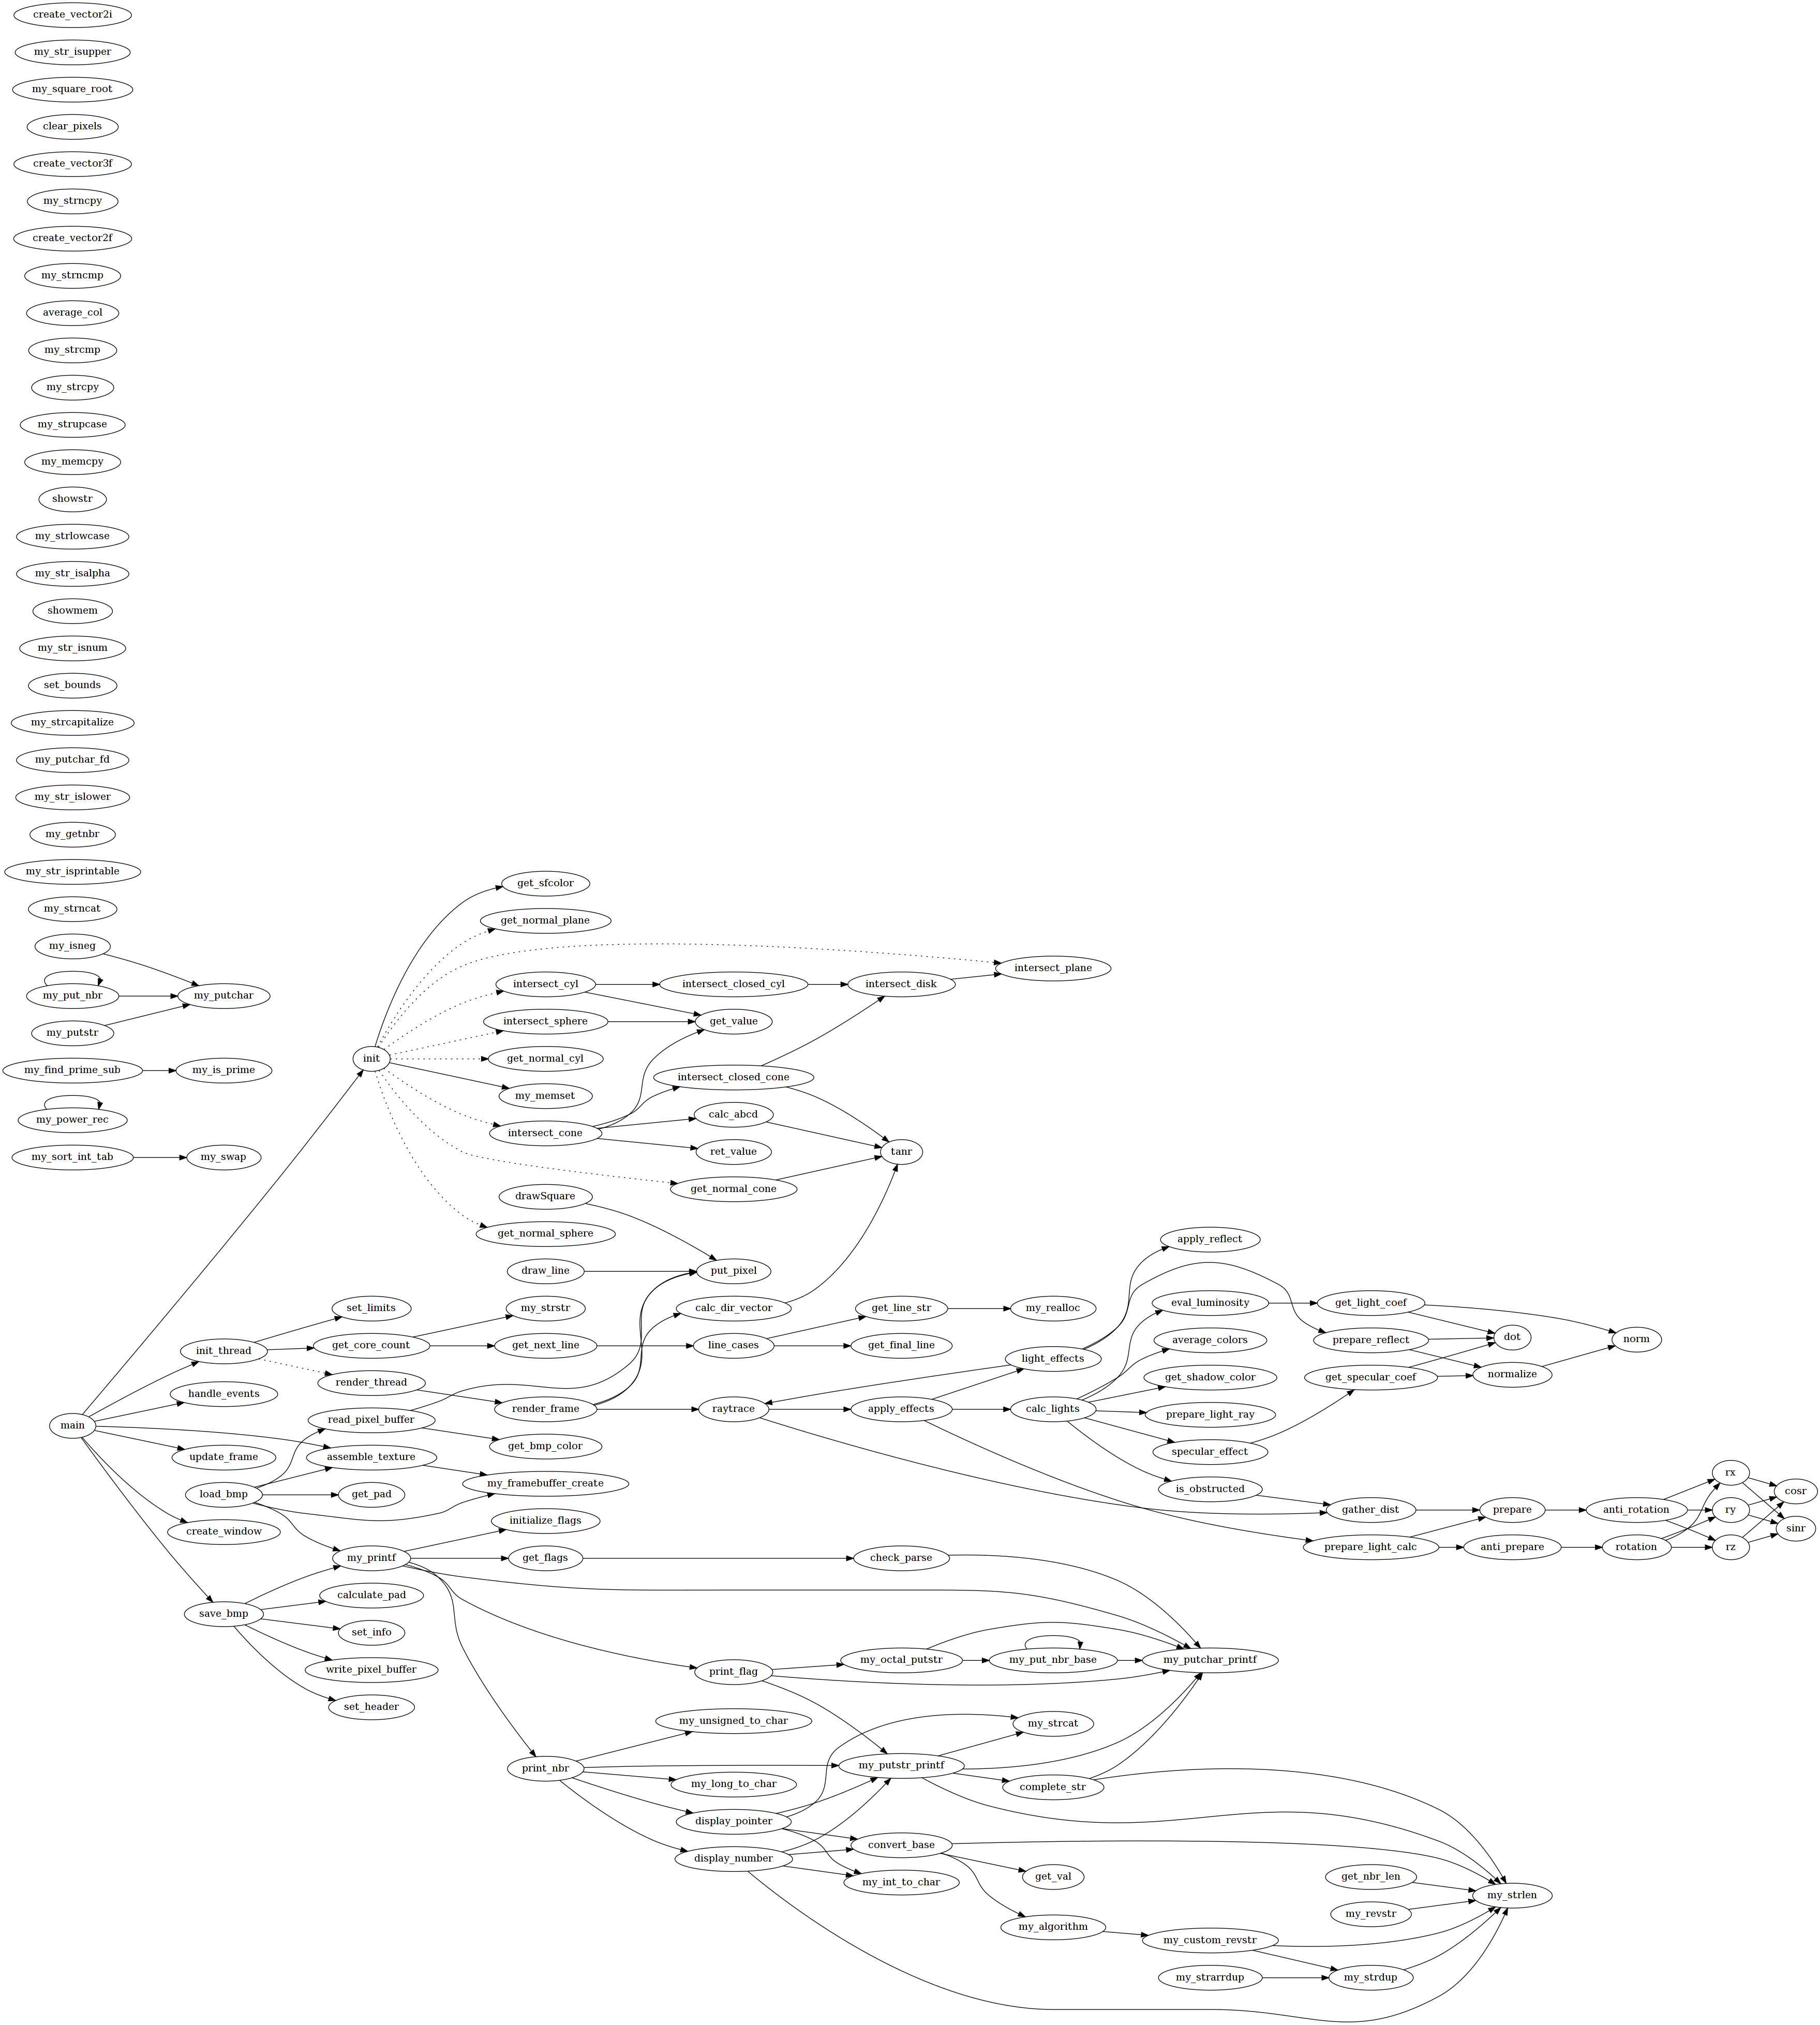 create_vector2i
my_str_isupper
my_square_root
clear_pixels
create_vector3f
my_strncpy
create_vector2f
my_strncmp
average_col
my_strcmp
my_strcpy
my_strupcase
my_memcpy
showstr
my_strlowcase
my_str_isalpha
showmem
my_str_isnum
set_bounds
my_strcapitalize
my_putchar_fd
my_str_islower
my_getnbr
my_str_isprintable
my_strncat
my_isneg
my_put_nbr
my_putstr
my_find_prime_sub
my_power_rec
my_sort_int_tab
main
my_putchar
my_is_prime
my_swap
init_thread
handle_events
update_frame
load_bmp
create_window
save_bmp
init
set_limits
get_core_count
render_thread
read_pixel_buffer
assemble_texture
get_pad
my_printf
calculate_pad
set_info
write_pixel_buffer
set_header
get_sfcolor
get_normal_plane
intersect_cyl
intersect_sphere
get_normal_cyl
my_memset
intersect_cone
drawSquare
get_normal_sphere
draw_line
my_strstr
get_next_line
render_frame
get_bmp_color
my_framebuffer_create
initialize_flags
get_flags
print_nbr
intersect_closed_cyl
get_value
intersect_closed_cone
calc_abcd
ret_value
get_normal_cone
put_pixel
calc_dir_vector
line_cases
raytrace
print_flag
my_unsigned_to_char
my_long_to_char
display_pointer
display_number
intersect_disk
tanr
get_line_str
get_final_line
apply_effects
check_parse
my_octal_putstr
my_putstr_printf
convert_base
my_int_to_char
intersect_plane
my_realloc
light_effects
calc_lights
my_put_nbr_base
my_strcat
complete_str
get_val
my_algorithm
apply_reflect
eval_luminosity
average_colors
get_shadow_color
prepare_light_ray
specular_effect
is_obstructed
my_putchar_printf
my_custom_revstr
my_strarrdup
get_light_coef
prepare_reflect
get_specular_coef
gather_dist
prepare_light_calc
get_nbr_len
my_revstr
my_strdup
dot
normalize
prepare
anti_prepare
my_strlen
norm
anti_rotation
rotation
rx
ry
rz
cosr
sinr